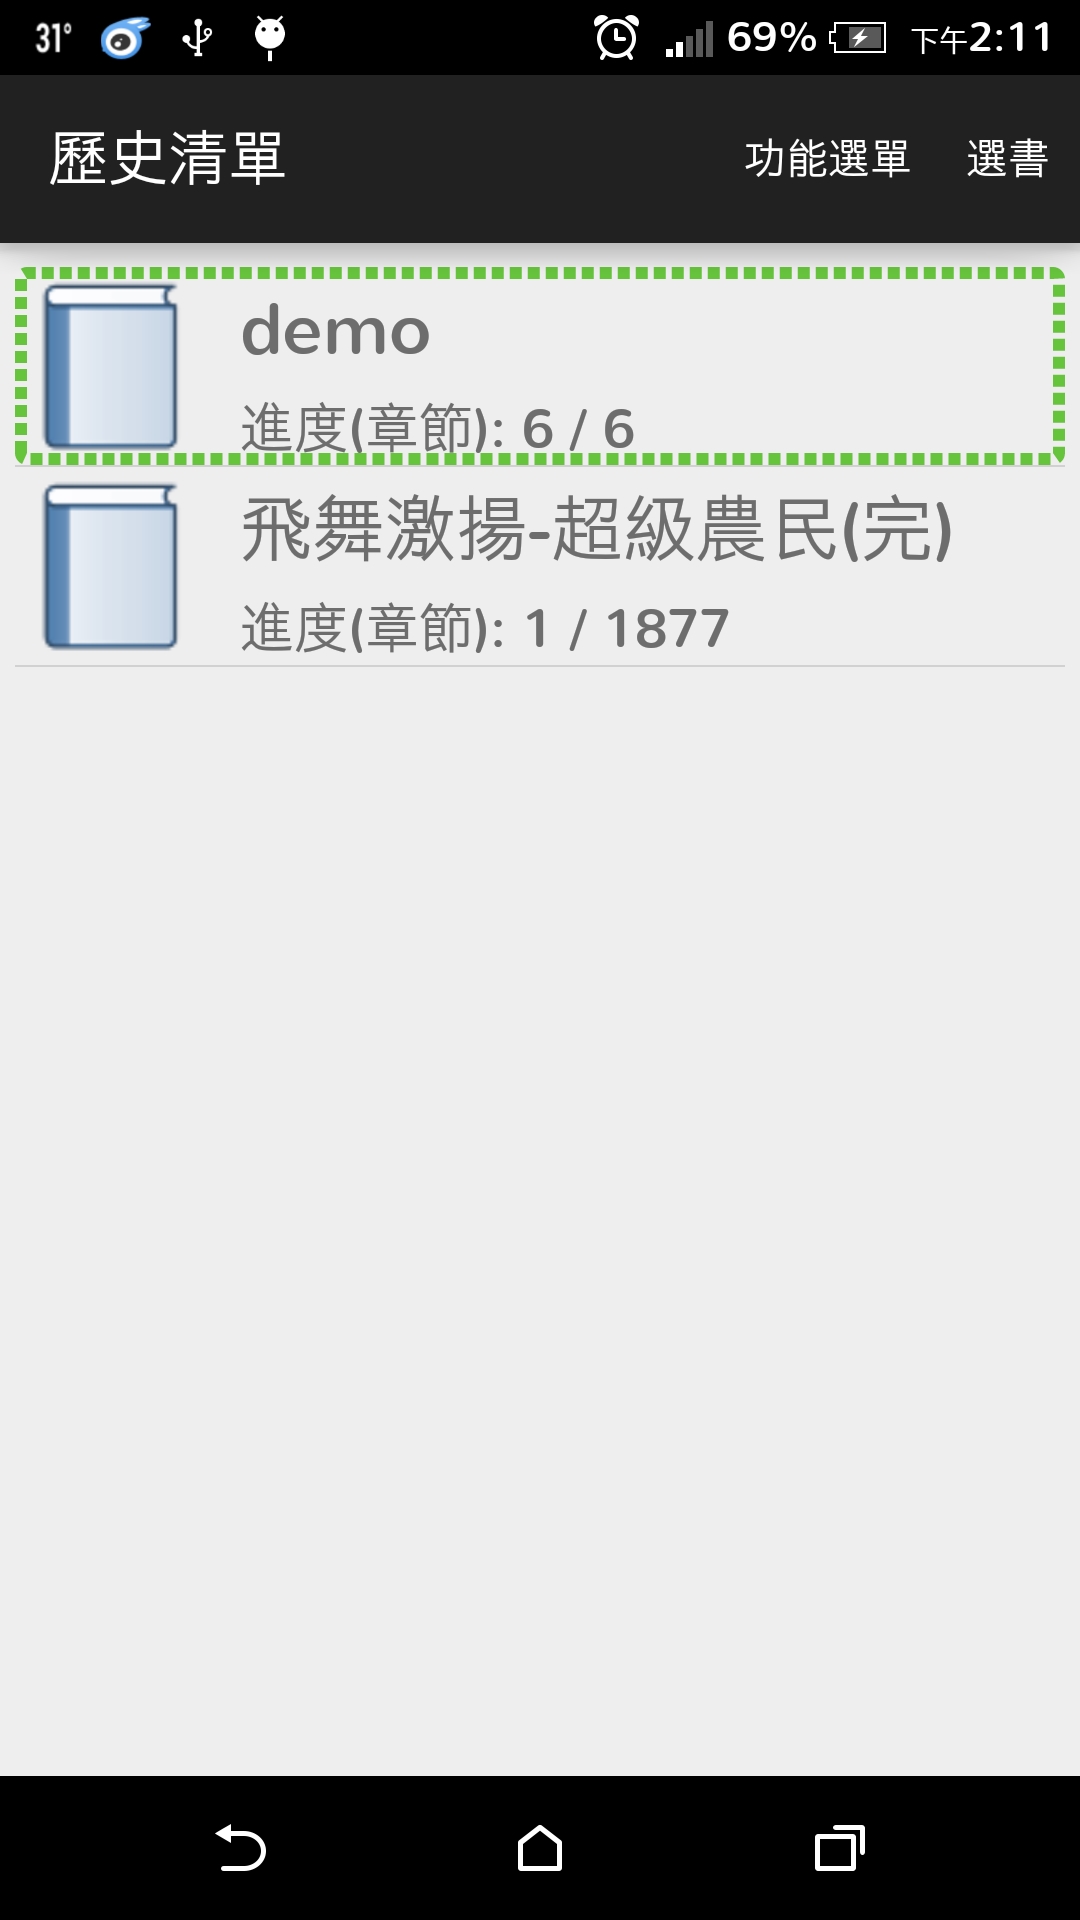 31° 69% 下午2:11
歷史清單 功能選單 選書
demo
進度(章節): 6 / 6
飛舞激揚-超級農民(完)
進度(章節): 1 / 1877